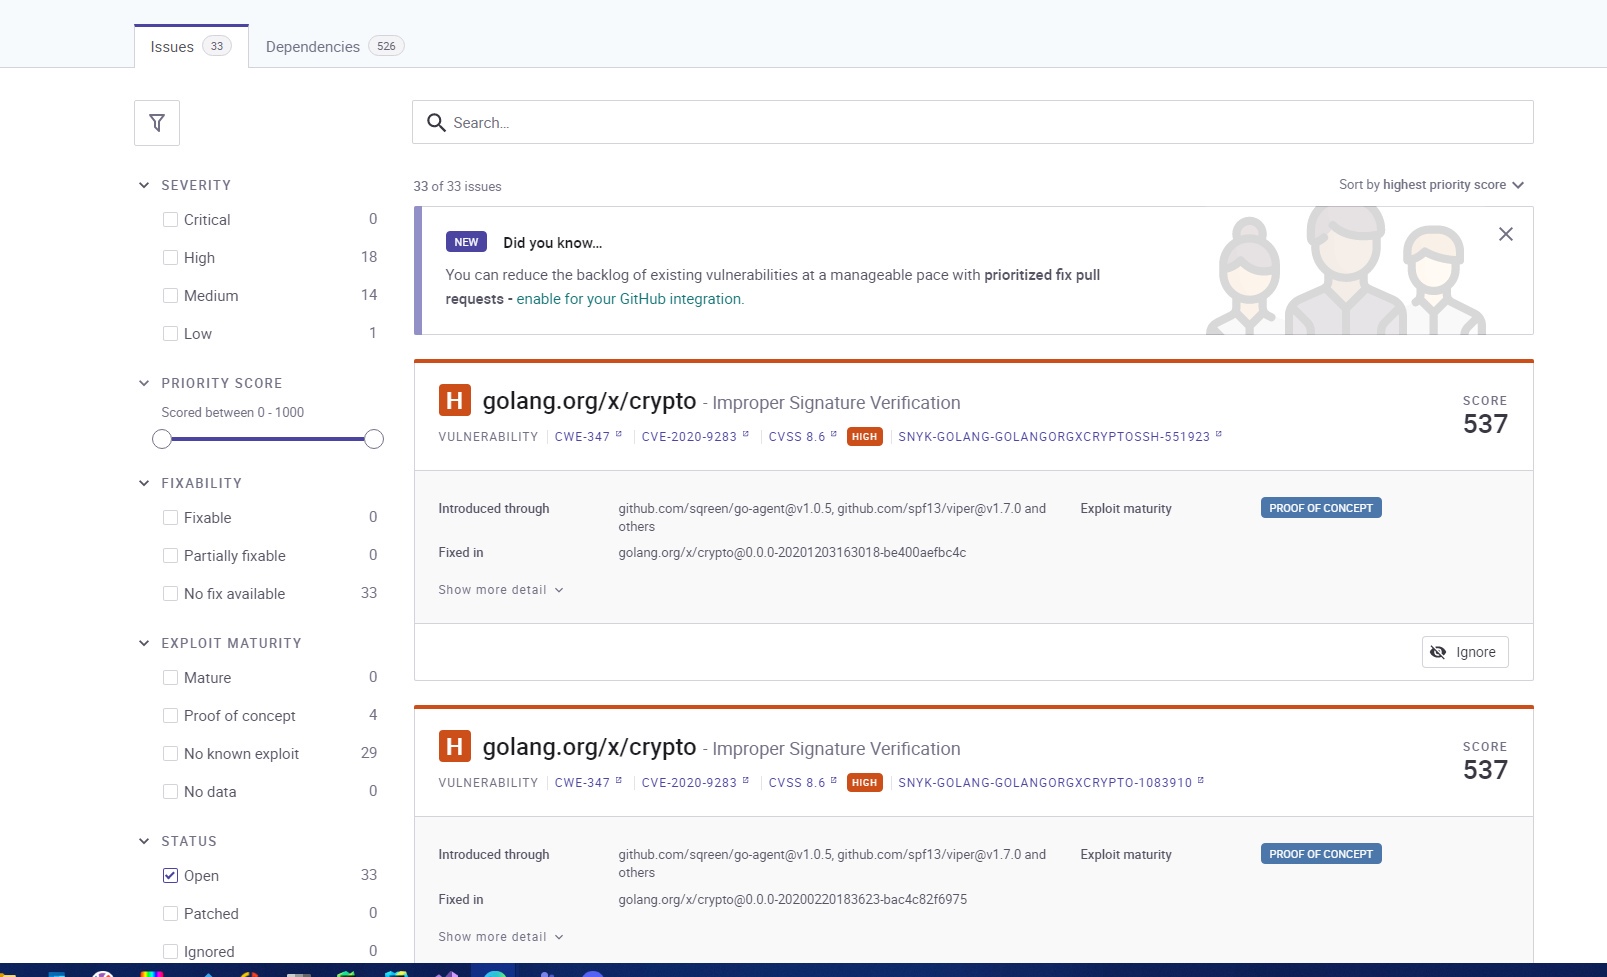 Issues 33 Dependencies 526
Search...
SEVERITY
Critical 0
High 18
Medium 14
Low 1
PRIORITY SCORE
Scored between 0 - 1000
FIXABILITY
Fixable 0
Partially fixable 0
No fix available 33
EXPLOIT MATURITY
Mature 0
Proof of concept 4
No known exploit 29
No data 0
STATUS
Open 33
Patched 0
Ignored 0
33 of 33 issues
Sort by highest priority score
NEW Did you know...
You can reduce the backlog of existing vulnerabilities at a manageable pace with prioritized fix pull
requests - enable for your GitHub integration.
H golang.org/x/crypto - Improper Signature Verification
VULNERABILITY CWE-347 CVE-2020-9283 CVSS 8.6 HIGH SNYK-GOLANG-GOLANGORGXCRYPTOSSH-551923
SCORE
537
Introduced through github.com/sqreen/go-agent@v1.0.5, github.com/spf13/viper@v1.7.0 and
others
Exploit maturity PROOF OF CONCEPT
Fixed in golang.org/x/crypto@0.0.0-20201203163018-be400aefbc4c
Show more detail
Ignore
H golang.org/x/crypto - Improper Signature Verification
VULNERABILITY CWE-347 CVE-2020-9283 CVSS 8.6 HIGH SNYK-GOLANG-GOLANGORGXCRYPTO-1083910
SCORE
537
Introduced through github.com/sqreen/go-agent@v1.0.5, github.com/spf13/viper@v1.7.0 and
others
Exploit maturity PROOF OF CONCEPT
Fixed in golang.org/x/crypto@0.0.0-20200220183623-bac4c82f6975
Show more detail